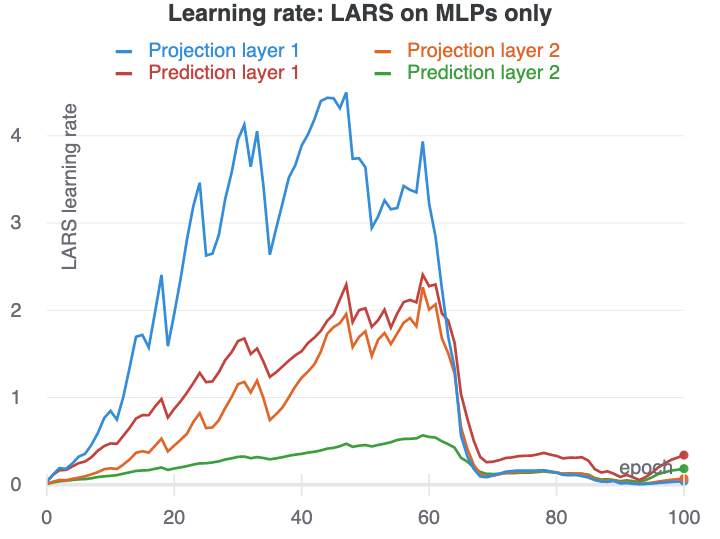 Learning rate: LARS on MLPs only
Projection layer 1
Projection layer 2
Prediction layer 1
Prediction layer 2
LARS learning rate
4
3
2
1
0
epoch
0 20 40 60 80 100